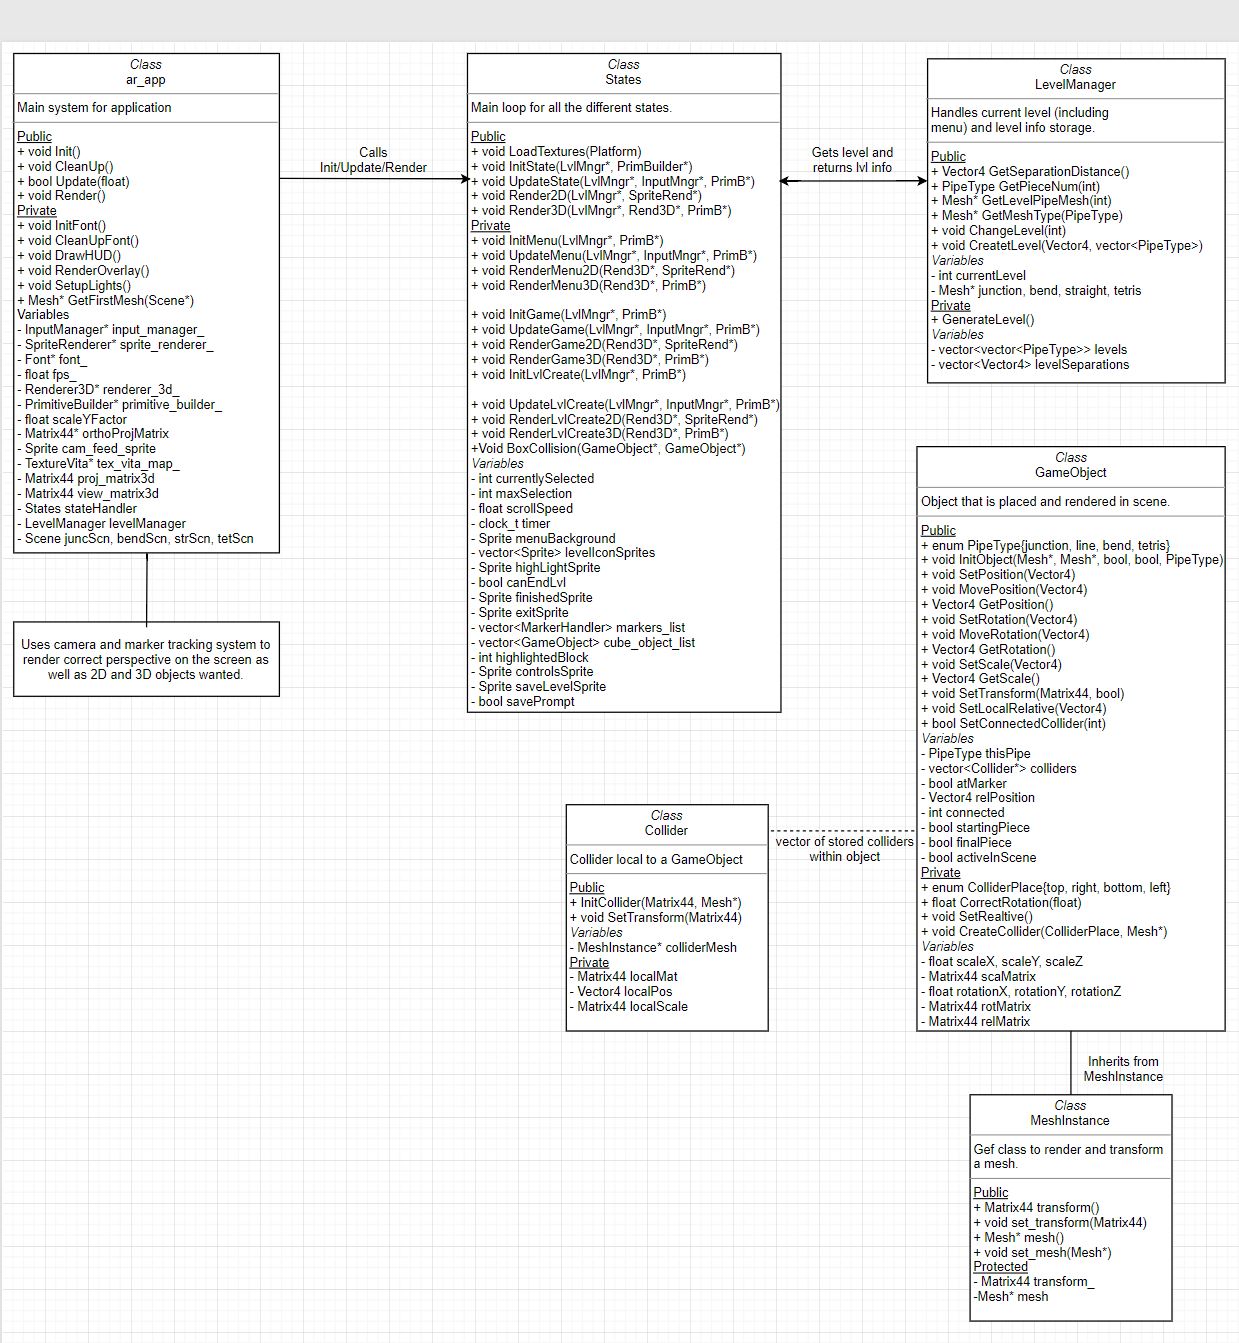 Class
ar_app
Main system for application
Public
+ void Init()
+ void CleanUp()
+ bool Update(float)
+ void Render()
Private
+ void InitFont()
+ void CleanUpFont()
+ void DrawHUD()
+ void RenderOverlay()
+ void SetupLights()
+ Mesh* GetFirstMesh(Scene*)
Variables
- InputManager* input_manager_
- SpriteRenderer* sprite_renderer_
- Font* font_
- float fps_
- Renderer3D* renderer_3d_
- PrimitiveBuilder* primitive_builder_
- float scaleYFactor
- Matrix44* orthoProjMatrix
- Sprite cam_feed_sprite
- TextureVita* tex_vita_map_
- Matrix44 proj_matrix3d
- Matrix44 view_matrix3d
- States stateHandler
- LevelManager levelManager
- Scene juncScn, bendScn, strScn, tetScn
Uses camera and marker tracking system to
render correct perspective on the screen as
well as 2D and 3D objects wanted.
Calls
Init/Update/Render
Class
States
Main loop for all the different states.
Public
+ void LoadTextures(Platform)
+ void InitState(LvlMngr*, PrimBuilder*)
+ void UpdateState(LvlMngr*, InputMngr*, PrimB*)
+ void Render2D(LvlMngr*, SpriteRend*)
+ void Render3D(LvlMngr*, Rend3D*, PrimB*)
Private
+ void InitMenu(LvlMngr*, PrimB*)
+ void UpdateMenu(LvlMngr*, InputMngr*, PrimB*)
+ void RenderMenu2D(Rend3D*, SpriteRend*)
+ void RenderMenu3D(Rend3D*, PrimB*)
+ void InitGame(LvlMngr*, PrimB*)
+ void UpdateGame(LvlMngr*, InputMngr*, PrimB*)
+ void RenderGame2D(Rend3D*, SpriteRend*)
+ void RenderGame3D(Rend3D*, PrimB*)
+ void InitLvlCreate(LvlMngr*, PrimB*)
+ void UpdateLvlCreate(LvlMngr*, InputMngr*, PrimB*)
+ void RenderLvlCreate2D(Rend3D*, SpriteRend*)
+ void RenderLvlCreate3D(Rend3D*, PrimB*)
+Void BoxCollision(GameObject*, GameObject*)
Variables
- int currentlySelected
- int maxSelection
- float scrollSpeed
- clock_t timer
- Sprite menuBackground
- vector<Sprite> levelIconSprites
- Sprite highLightSprite
- bool canEndLvl
- Sprite finishedSprite
- Sprite exitSprite
- vector<MarkerHandler> markers_list
- vector<GameObject> cube_object_list
- int highlightedBlock
- Sprite controlsSprite
- Sprite saveLevelSprite
- bool savePrompt
Gets level and
returns lvl info
Class
LevelManager
Handles current level (including
menu) and level info storage.
Public
+ Vector4 GetSeparationDistance()
+ PipeType GetPieceNum(int)
+ Mesh* GetLevelPipeMesh(int)
+ Mesh* GetMeshType(PipeType)
+ void ChangeLevel(int)
+ void CreatetLevel(Vector4, vector<PipeType>)
Variables
- int currentLevel
- Mesh* junction, bend, straight, tetris
Private
+ GenerateLevel()
Variables
- vector<vector<PipeType>> levels
- vector<Vector4> levelSeparations
Class
GameObject
Object that is placed and rendered in scene.
Public
+ enum PipeType{junction, line, bend, tetris}
+ void InitObject(Mesh*, Mesh*, bool, bool, PipeType)
+ void SetPosition(Vector4)
+ void MovePosition(Vector4)
+ Vector4 GetPosition()
+ void SetRotation(Vector4)
+ void MoveRotation(Vector4)
+ Vector4 GetRotation()
+ void SetScale(Vector4)
+ Vector4 GetScale()
+ void SetTransform(Matrix44, bool)
+ void SetLocalRelative(Vector4)
+ bool SetConnectedCollider(int)
Variables
- PipeType thisPipe
- vector<Collider*> colliders
- bool atMarker
- Vector4 relPosition
- int connected
- bool startingPiece
- bool finalPiece
- bool activeInScene
Private
+ enum ColliderPlace{top, right, bottom, left}
+ float CorrectRotation(float)
+ void SetRealtive()
+ void CreateCollider(ColliderPlace, Mesh*)
Variables
- float scaleX, scaleY, scaleZ
- Matrix44 scaMatrix
- float rotationX, rotationY, rotationZ
- Matrix44 rotMatrix
- Matrix44 relMatrix
vector of stored colliders
within object
Class
Collider
Collider local to a GameObject
Public
+ InitCollider(Matrix44, Mesh*)
+ void SetTransform(Matrix44)
Variables
- MeshInstance* colliderMesh
Private
- Matrix44 localMat
- Vector4 localPos
- Matrix44 localScale
Inherits from
MeshInstance
Class
MeshInstance
Gef class to render and transform
a mesh.
Public
+ Matrix44 transform()
+ void set_transform(Matrix44)
+ Mesh* mesh()
+ void set_mesh(Mesh*)
Protected
- Matrix44 transform_
-Mesh* mesh